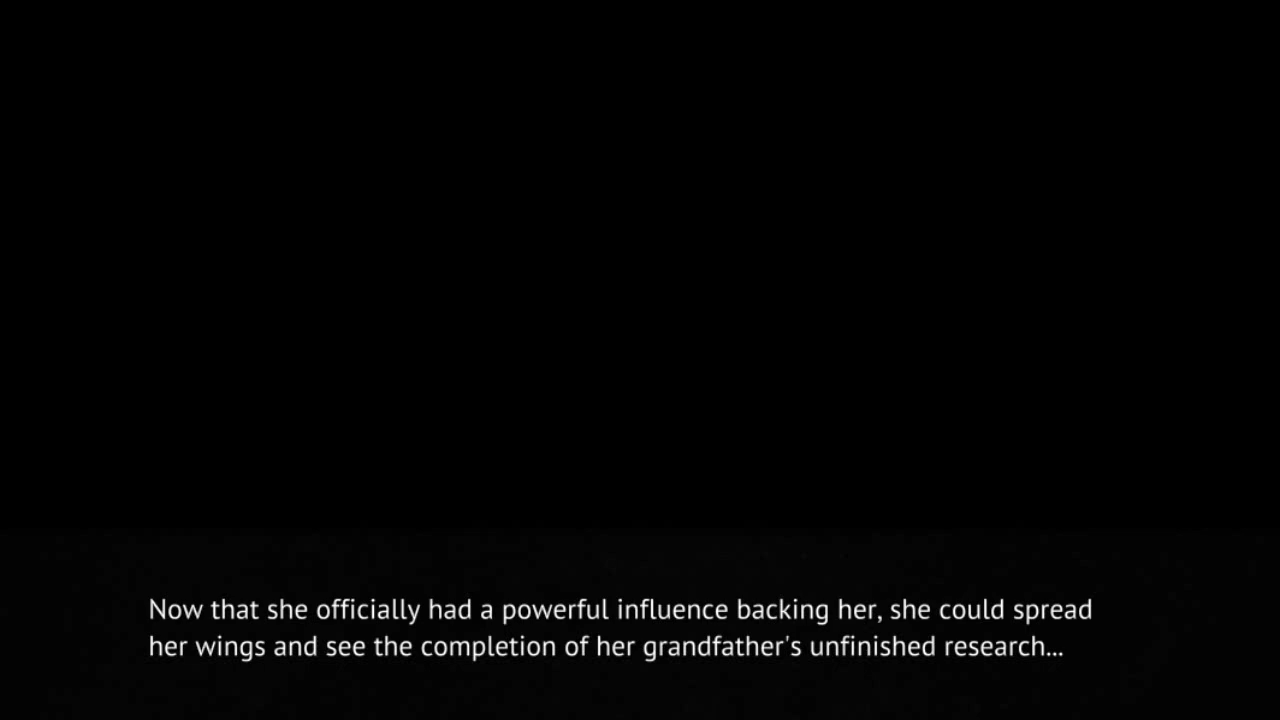 Now that she officially had a powerful influence backing her, she could spread
her wings and see the completion of her grandfather's unfinished research...